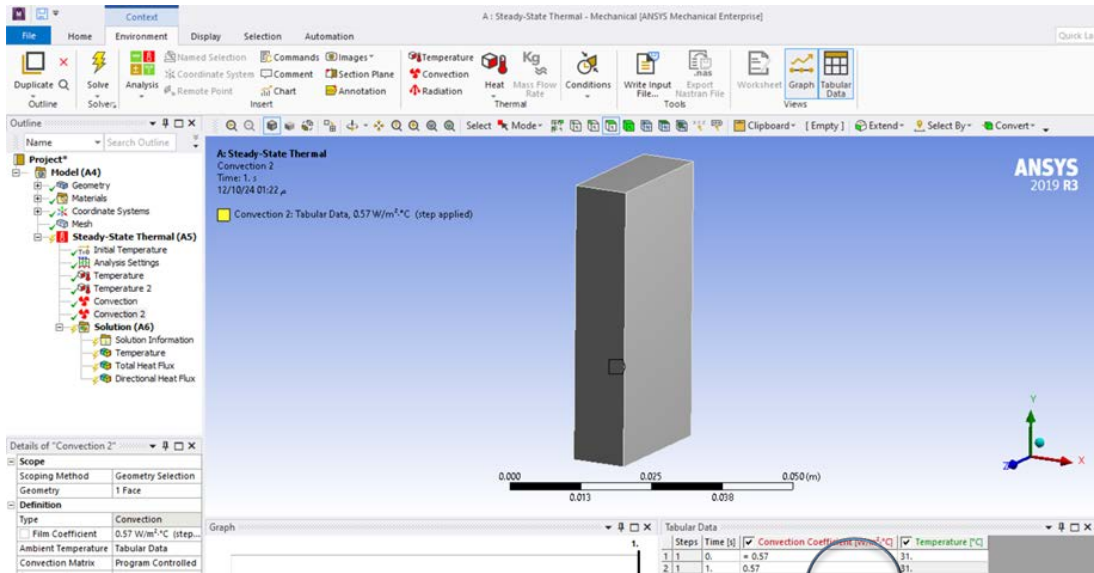 Context
A : Steady-State Thermal - Mechanical [ANSYS Mechanical Enterprise]
File Home Environment Display Selection Automation
Quick La
Duplicate Q
Outline
Solve
Solver
Analysis
Named Selection
Coordinate System
Remote Point
Commands
Comment
Chart
Images
Section Plane
Annotation
Insert
Temperature
Convection
Radiation
Heat
Mass Flow Rate
Thermal
Conditions
Write Input File...
Export Nastran File
.nas
Tools
Worksheet
Graph
Tabular Data
Views
Outline
Select Mode
Clipboard [Empty] Extend Select By Convert
Name Search Outline
Project*
Model (A4)
Geometry
Materials
Coordinate Systems
Mesh
Steady-State Thermal (A5)
Initial Temperature
Analysis Settings
Temperature
Temperature 2
Convection
Convection 2
Solution (A6)
Solution Information
Temperature
Total Heat Flux
Directional Heat Flux
A: Steady-State Thermal
Convection 2
Time: 1. s
12/10/24 01:22 م
Convection 2: Tabular Data, 0.57 W/m²·°C (step applied)
ANSYS
2019 R3
Y
X
Z
0.000 0.025 0.050 (m)
0.013 0.038
Details of "Convection 2"
Scope
Scoping Method Geometry Selection
Geometry 1 Face
Definition
Type Convection
Film Coefficient 0.57 W/m²·°C (step...
Ambient Temperature Tabular Data
Convection Matrix Program Controlled
Graph
1.
Tabular Data
Steps Time [s] Convection Coefficient [W/m²·°C] Temperature [°C]
1 1 0. = 0.57 31.
2 1 1. 0.57 31.